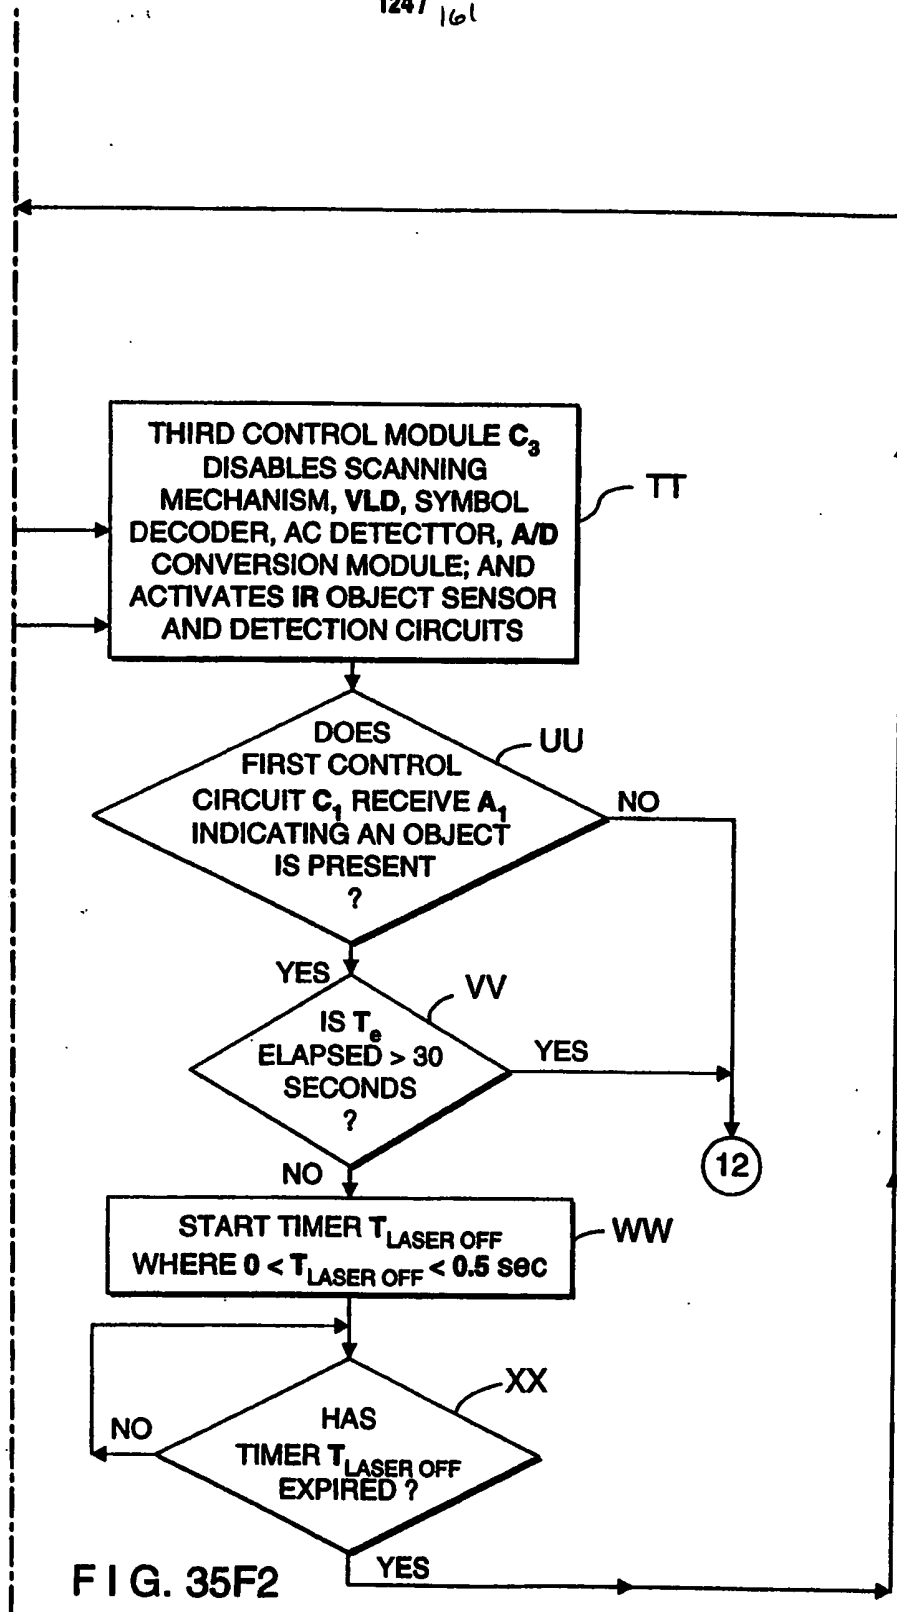 1247 161
THIRD CONTROL MODULE C3
DISABLES SCANNING
MECHANISM, VLD, SYMBOL
DECODER, AC DETECTTOR, A/D
CONVERSION MODULE; AND
ACTIVATES IR OBJECT SENSOR
AND DETECTION CIRCUITS
TT
DOES
FIRST CONTROL
CIRCUIT C1 RECEIVE A1
INDICATING AN OBJECT
IS PRESENT
?
UU
NO
YES
VV
IS Te
ELAPSED > 30
SECONDS
?
YES
12
NO
START TIMER TLASER OFF
WHERE 0 < TLASER OFF < 0.5 sec
WW
XX
HAS
TIMER TLASER OFF
EXPIRED ?
NO
YES
FIG. 35F2